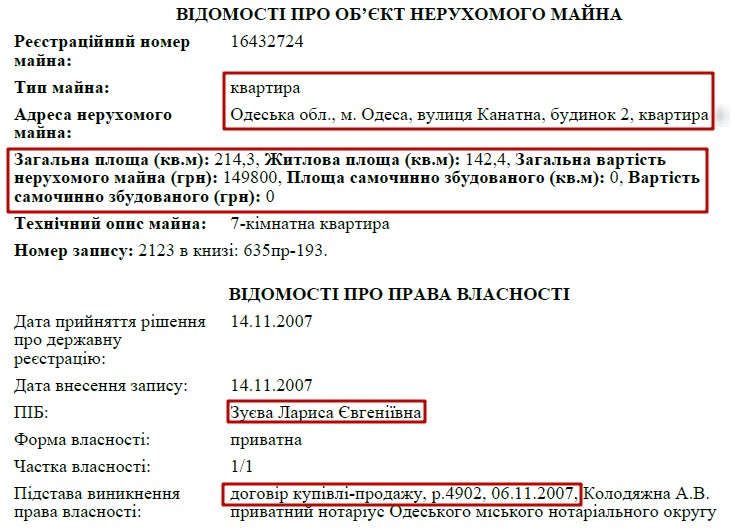 ВІДОМОСТІ ПРО ОБ’ЄКТ НЕРУХОМОГО МАЙНА
Реєстраційний номер майна: 16432724
Тип майна: квартира
Адреса нерухомого майна: Одеська обл., м. Одеса, вулиця Канатна, будинок 2, квартира
Загальна площа (кв.м): 214,3, Житлова площа (кв.м): 142,4, Загальна вартість
нерухомого майна (грн): 149800, Площа самочинно збудованого (кв.м): 0, Вартість
самочинно збудованого (грн): 0
Технічний опис майна: 7-кімнатна квартира
Номер запису: 2123 в книзі: 635пр-193.
ВІДОМОСТІ ПРО ПРАВА ВЛАСНОСТІ
Дата прийняття рішення про державну реєстрацію: 14.11.2007
Дата внесення запису: 14.11.2007
ПІБ: Зуєва Лариса Євгеніївна
Форма власності: приватна
Частка власності: 1/1
Підстава виникнення права власності: договір купівлі-продажу, р.4902, 06.11.2007, Колодяжна А.В.
приватний нотаріус Одеського міського нотаріального округу